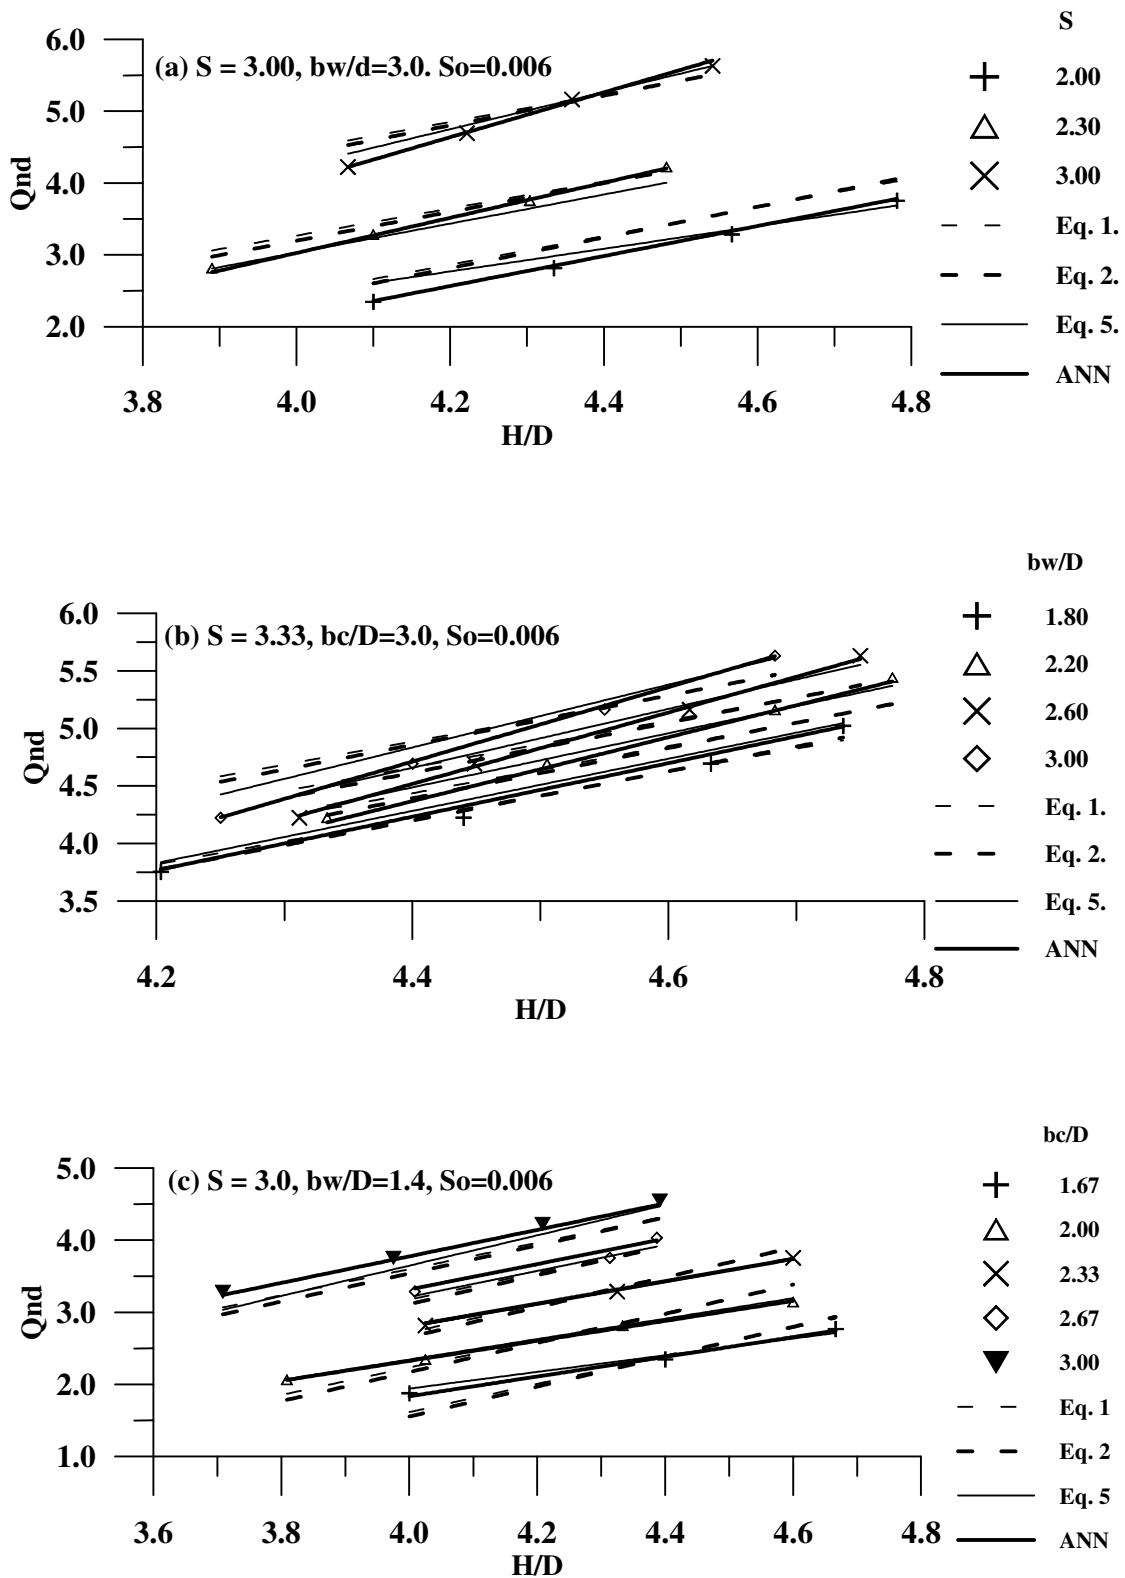 S
6.0
(a) S = 3.00, bw/d=3.0. So=0.006
2.00
5.0
2.30
Qnd
4.0
3.00
Eq. 1.
3.0
Eq. 2.
2.0
Eq. 5.
ANN
3.8 4.0 4.2 4.4 4.6 4.8
H/D
bw/D
6.0
(b) S = 3.33, bc/D=3.0, So=0.006
1.80
5.5
2.20
5.0
2.60
Qnd
4.5
3.00
4.0
Eq. 1.
Eq. 2.
3.5
Eq. 5.
ANN
4.2 4.4 4.6 4.8
H/D
bc/D
5.0
(c) S = 3.0, bw/D=1.4, So=0.006
1.67
4.0
2.00
2.33
Qnd
3.0
2.67
3.00
2.0
Eq. 1
Eq. 2
1.0
Eq. 5
ANN
3.6 3.8 4.0 4.2 4.4 4.6 4.8
H/D